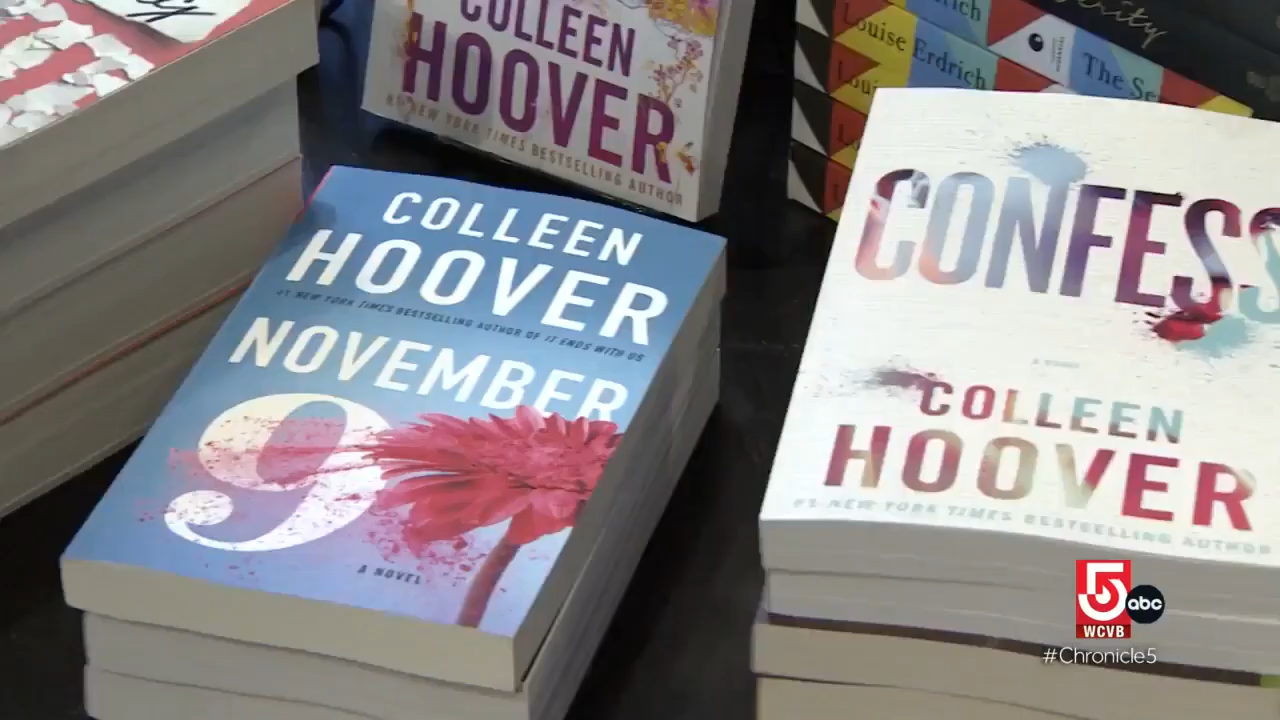 COLLEEN
HOOVER
#1 NEW YORK TIMES BESTSELLING AUTHOR
Louise
Erdrich
The Se
COLLEEN
HOOVER
#1 NEW YORK TIMES BESTSELLING AUTHOR OF IT ENDS WITH US
NOVEMBER
9
A NOVEL
CONFESS
A NOVEL
COLLEEN
HOOVER
#1 NEW YORK TIMES BESTSELLING AUTHOR
5
abc
WCVB
#Chronicle5